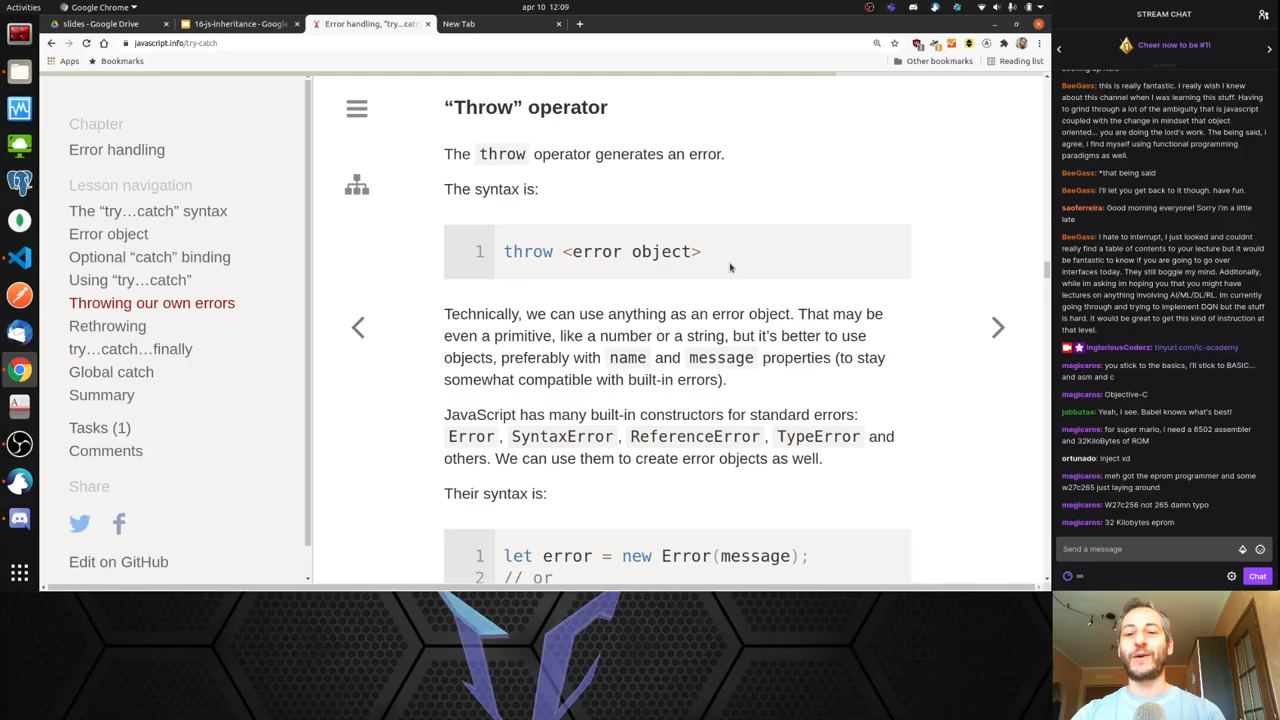 Activities
Google Chrome
apr 10 12:09
slides - Google Drive
16-js-inheritance - Google
Error handling, "try...catc
New Tab
javascript.info/try-catch
Apps
Bookmarks
Other bookmarks
Reading list
Chapter
Error handling
Lesson navigation
The “try…catch” syntax
Error object
Optional “catch” binding
Using “try…catch”
Throwing our own errors
Rethrowing
try…catch…finally
Global catch
Summary
Tasks (1)
Comments
Share
Edit on GitHub
“Throw” operator
The throw operator generates an error.
The syntax is:
1 throw <error object>
Technically, we can use anything as an error object. That may be
even a primitive, like a number or a string, but it’s better to use
objects, preferably with name and message properties (to stay
somewhat compatible with built-in errors).
JavaScript has many built-in constructors for standard errors:
Error, SyntaxError, ReferenceError, TypeError and
others. We can use them to create error objects as well.
Their syntax is:
1 let error = new Error(message);
2 // or
STREAM CHAT
Cheer now to be #1!
BeeGass: this is really fantastic. I really wish I knew
about this channel when I was learning this stuff. Having
to grind through a lot of the ambiguity that is javascript
coupled with the change in mindset that object
oriented... you are doing the lord's work. The being said, I
agree, i find myself using functional programming
paradigms as well.
BeeGass: *that being said
BeeGass: I'll let you get back to it though. have fun.
saoferreira: Good morning everyone! Sorry i'm a little
late
BeeGass: I hate to interrupt, I just looked and couldnt
really find a table of contents to your lecture but it would
be fantastic to know if you are going to go over
interfaces today. They still boggle my mind. Additonally,
while im asking im hoping you that you might have
lectures on anything involving AI/ML/DL/RL. Im currently
going through and trying to implement DQN but the stuff
is hard. it would be great to get this kind of instruction at
that level.
IngloriousCoderz: tinyurl.com/ic-academy
magicaros: you stick to the basics, i'll stick to BASIC...
and asm and c
magicaros: Objective-C
jabbataa: Yeah, I see. Babel knows what's best!
magicaros: for super mario, I need a 6502 assembler
and 32KiloBytes of ROM
ortunado: inject xd
magicaros: meh got the eprom programmer and some
w27c265 just laying around
magicaros: W27c256 not 265 damn typo
magicaros: 32 Kilobytes eprom
Send a message
Chat